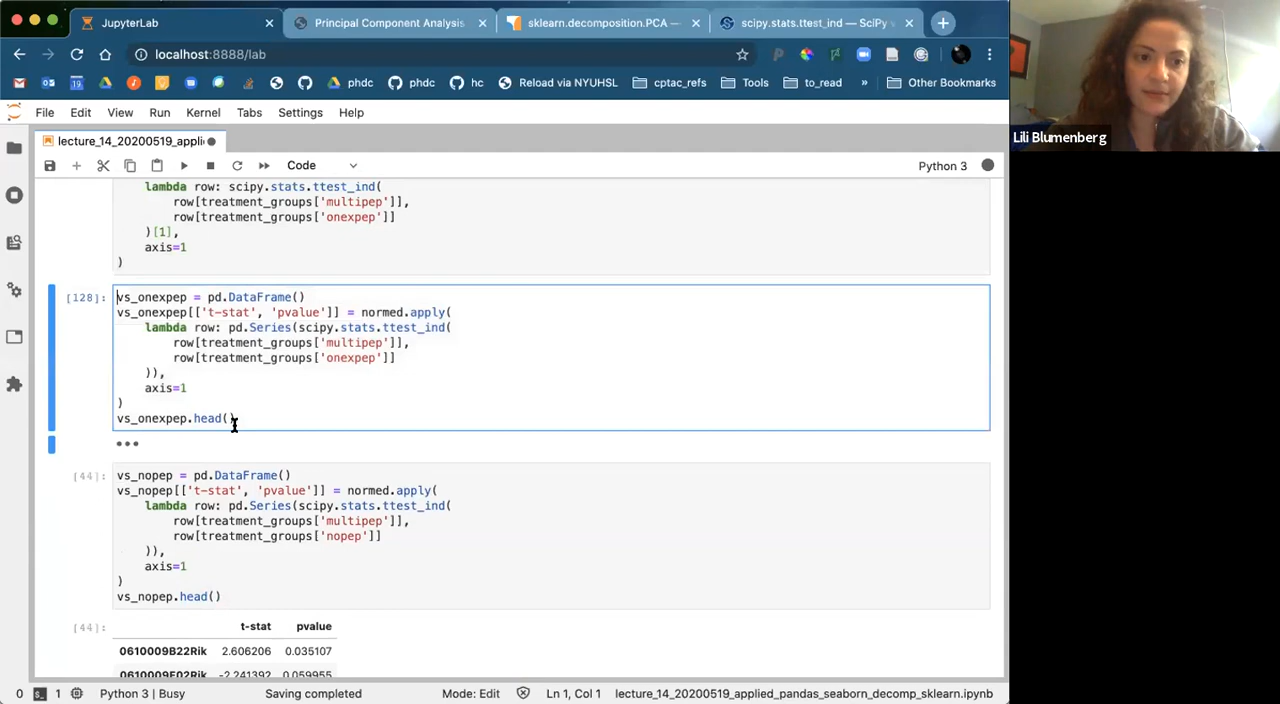 JupyterLab
Principal Component Analysis
sklearn.decomposition.PCA —
scipy.stats.ttest_ind — SciPy
localhost:8888/lab
phdc
phdc
hc
Reload via NYUHSL
cptac_refs
Tools
to_read
»
Other Bookmarks
Lili Blumenberg
File Edit View Run Kernel Tabs Settings Help
lecture_14_20200519_appli
Code
Python 3
lambda row: scipy.stats.ttest_ind(
row[treatment_groups['multipep']],
row[treatment_groups['onexpep']]
)[1],
axis=1
)
[128]:
vs_onexpep = pd.DataFrame()
vs_onexpep[['t-stat', 'pvalue']] = normed.apply(
lambda row: pd.Series(scipy.stats.ttest_ind(
row[treatment_groups['multipep']],
row[treatment_groups['onexpep']]
)),
axis=1
)
vs_onexpep.head()
[44]:
vs_nopep = pd.DataFrame()
vs_nopep[['t-stat', 'pvalue']] = normed.apply(
lambda row: pd.Series(scipy.stats.ttest_ind(
row[treatment_groups['multipep']],
row[treatment_groups['nopep']]
)),
axis=1
)
vs_nopep.head()
[44]:
t-stat pvalue
0610009B22Rik 2.606206 0.035107
0610009E02Rik -2.241392 0.059955
0 1 Python 3 | Busy Saving completed Mode: Edit Ln 1, Col 1 lecture_14_20200519_applied_pandas_seaborn_decomp_sklearn.ipynb